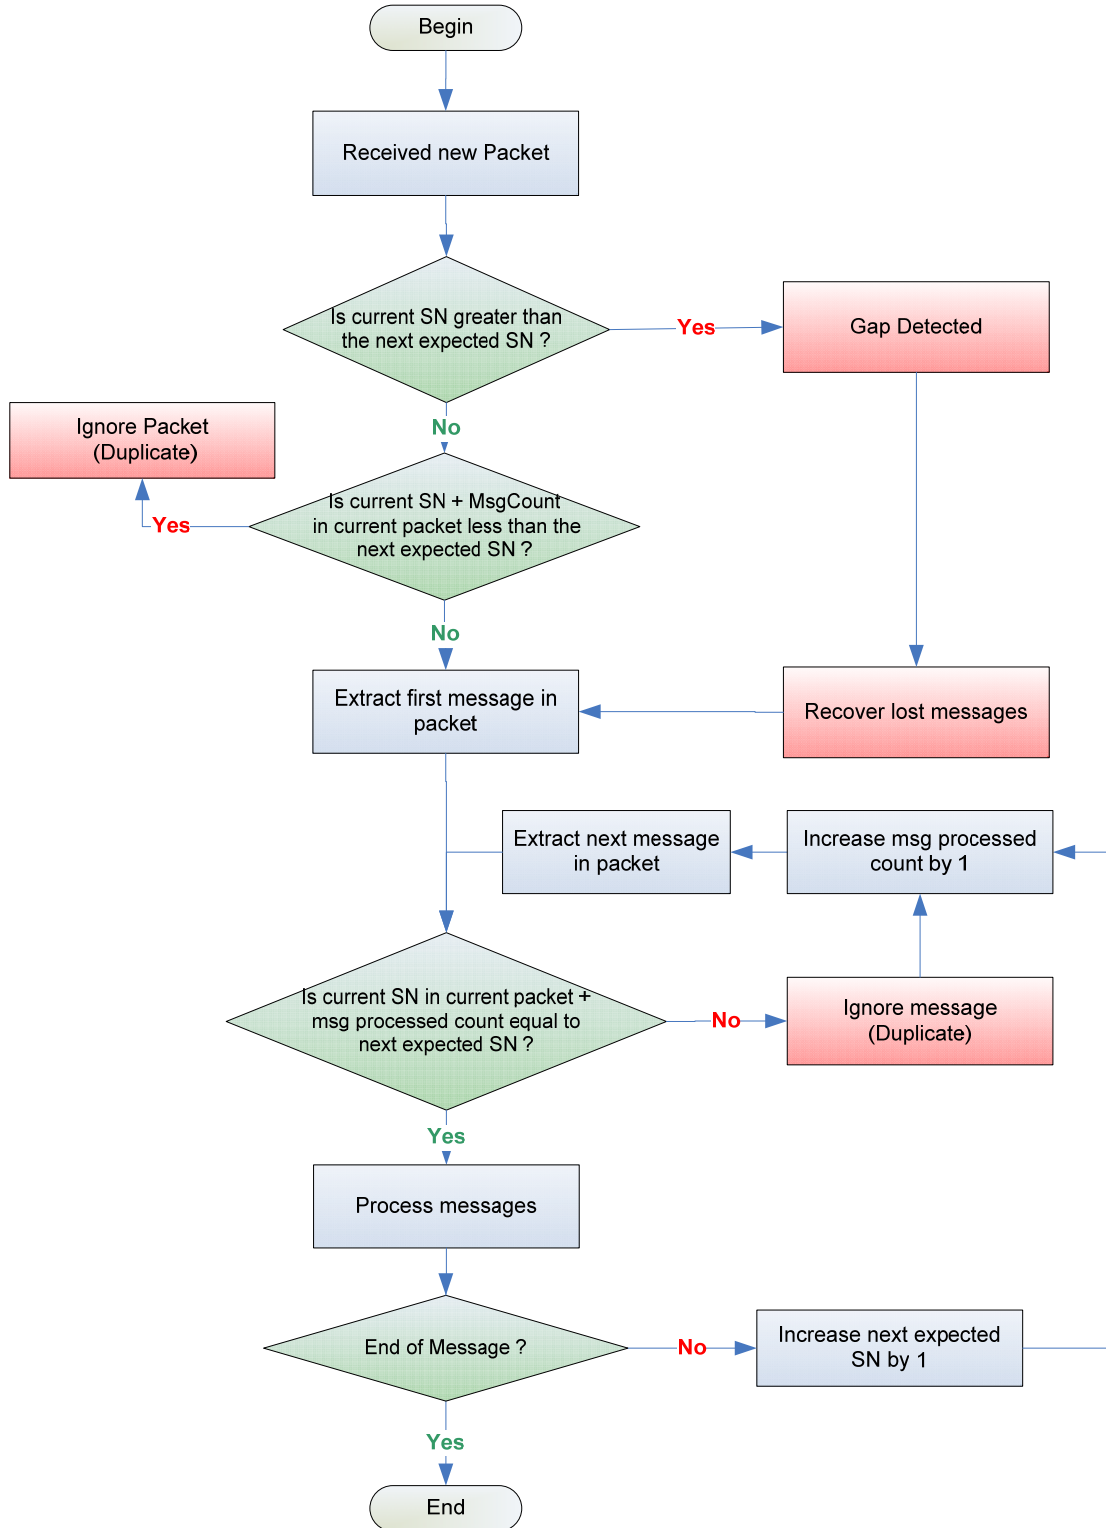 Begin
Received new Packet
Is current SN greater than
the next expected SN ?
Yes
Gap Detected
No
Ignore Packet
(Duplicate)
Is current SN + MsgCount
in current packet less than the
next expected SN ?
Yes
No
Extract first message in
packet
Recover lost messages
Extract next message
in packet
Increase msg processed
count by 1
Is current SN in current packet +
msg processed count equal to
next expected SN ?
No
Ignore message
(Duplicate)
Yes
Process messages
End of Message ?
No
Increase next expected
SN by 1
Yes
End